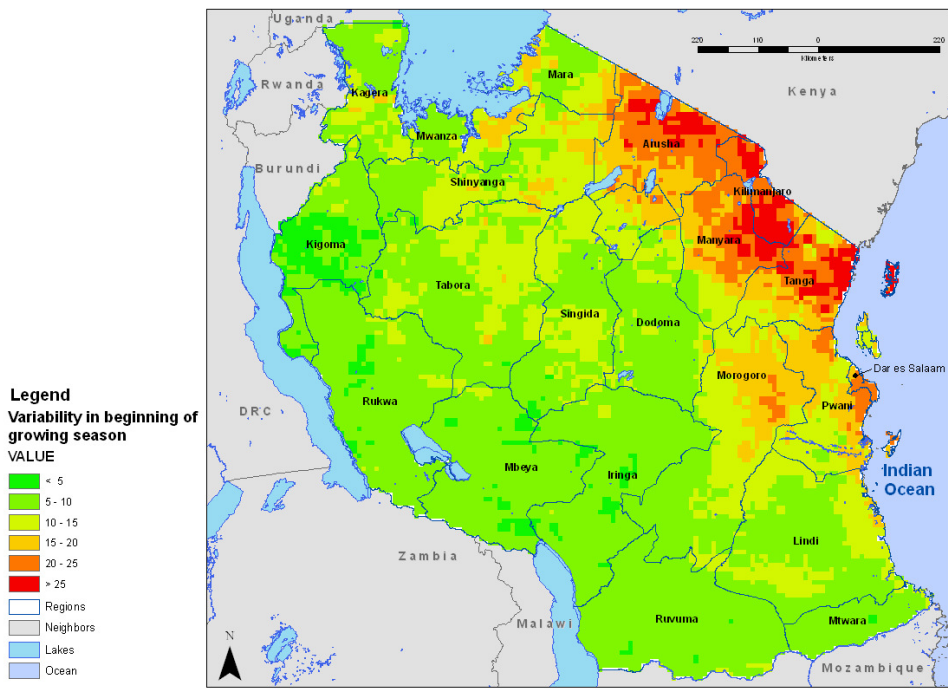 Uganda
220 110 0 220
Kilometers
Mara
Rwanda
Kagera
Kenya
Mwanza
Arusha
Burundi
Shinyanga
Kilimanjaro
Kigoma
Manyara
Tabora
Tanga
Singida
Dodoma
Dar es Salaam
Morogoro
Legend
Variability in beginning of
growing season
VALUE
< 5
5 - 10
10 - 15
15 - 20
20 - 25
> 25
Regions
Neighbors
Lakes
Ocean
DRC
Rukwa
Pwani
Mbeya
Iringa
Indian
Ocean
Lindi
Zambia
Malawi
Ruvuma
Mtwara
N
Mozambique